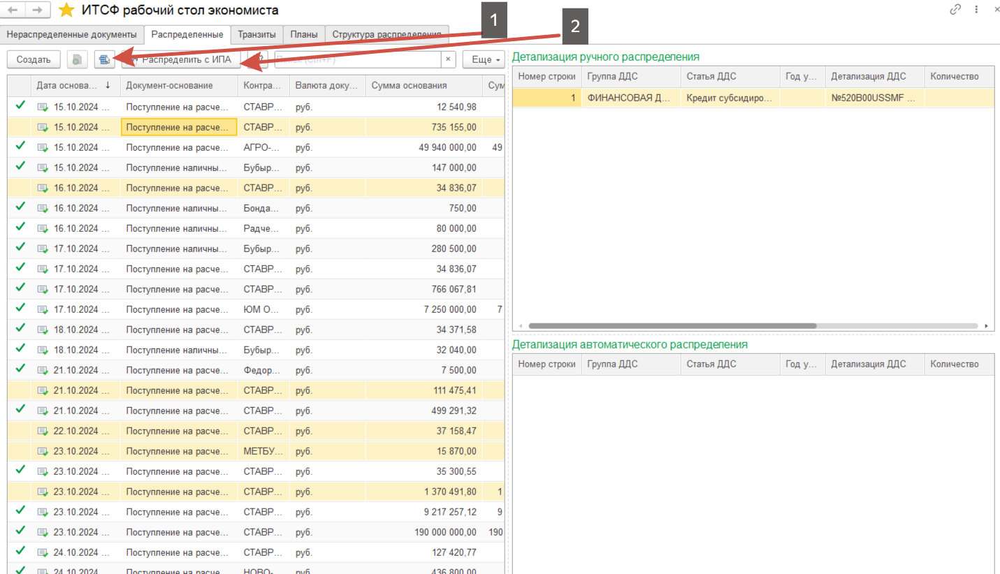 ИТСФ рабочий стол экономиста
1
2
Нераспределенные документы Распределенные Транзиты Планы Структура распределения
Создать Распределить с ИПА ? Поиск (Ctrl+F) × Еще
Дата основа... ↓ Документ-основание Контра... Валюта доку... Сумма основания Сум
15.10.2024 ... Поступление на расче... СТАВР... руб. 12 540,98
15.10.2024 ... Поступление на расче... СТАВР... руб. 735 155,00
15.10.2024 ... Поступление на расче... АГРО-... руб. 49 940 000,00 49
15.10.2024 ... Поступление наличны... Бубыр... руб. 147 000,00
16.10.2024 ... Поступление на расче... СТАВР... руб. 34 836,07
16.10.2024 ... Поступление наличны... Бонда... руб. 750,00
16.10.2024 ... Поступление наличны... Радче... руб. 80 000,00
17.10.2024 ... Поступление наличны... Бубыр... руб. 280 500,00
17.10.2024 ... Поступление на расче... СТАВР... руб. 34 836,07
17.10.2024 ... Поступление на расче... СТАВР... руб. 766 067,81
17.10.2024 ... Поступление на расче... ЮМ О... руб. 7 250 000,00 7
18.10.2024 ... Поступление на расче... СТАВР... руб. 34 371,58
18.10.2024 ... Поступление наличны... Бубыр... руб. 32 040,00
21.10.2024 ... Поступление на расче... Федор... руб. 7 500,00
21.10.2024 ... Поступление на расче... СТАВР... руб. 111 475,41
21.10.2024 ... Поступление на расче... СТАВР... руб. 499 291,32
22.10.2024 ... Поступление на расче... СТАВР... руб. 37 158,47
23.10.2024 ... Поступление на расче... МЕТБУ... руб. 15 870,00
23.10.2024 ... Поступление на расче... СТАВР... руб. 35 300,55
23.10.2024 ... Поступление на расче... СТАВР... руб. 1 370 491,80 1
23.10.2024 ... Поступление на расче... СТАВР... руб. 9 217 257,12 9
23.10.2024 ... Поступление на расче... СТАВР... руб. 190 000 000,00 190
24.10.2024 ... Поступление на расче... СТАВР... руб. 127 420,77
24.10.2024 Поступление на расче НОВО- руб 436 800,00
Детализация ручного распределения
Номер строки Группа ДДС Статья ДДС Год у... Детализация ДДС Количество
1 ФИНАНСОВАЯ Д... Кредит субсидиро... №520B00USSMF ...
Детализация автоматического распределения
Номер строки Группа ДДС Статья ДДС Год у... Детализация ДДС Количество